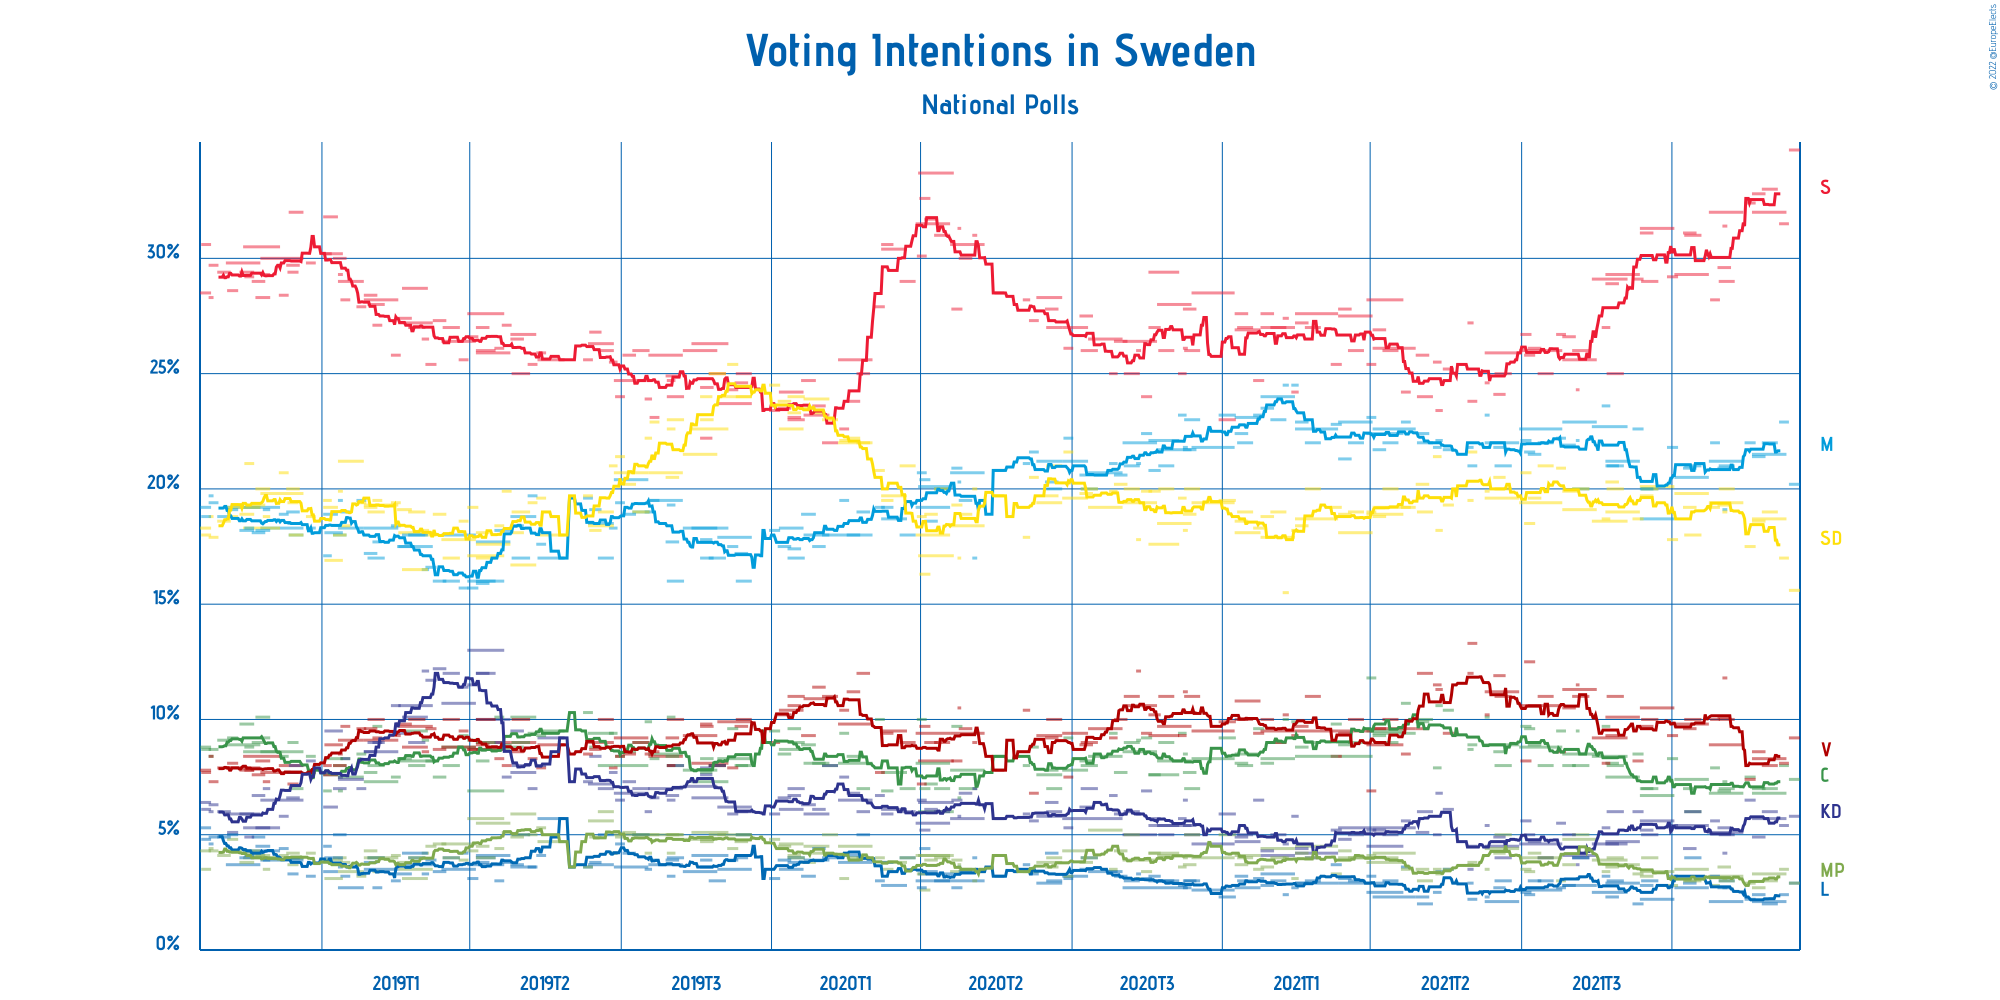 © 2022 @EuropeElects
Voting Intentions in Sweden
National Polls
S
30%
25%
M
20%
SD
15%
10%
V
C
KD
5%
MP
L
0%
2019T1 2019T2 2019T3 2020T1 2020T2 2020T3 2021T1 2021T2 2021T3